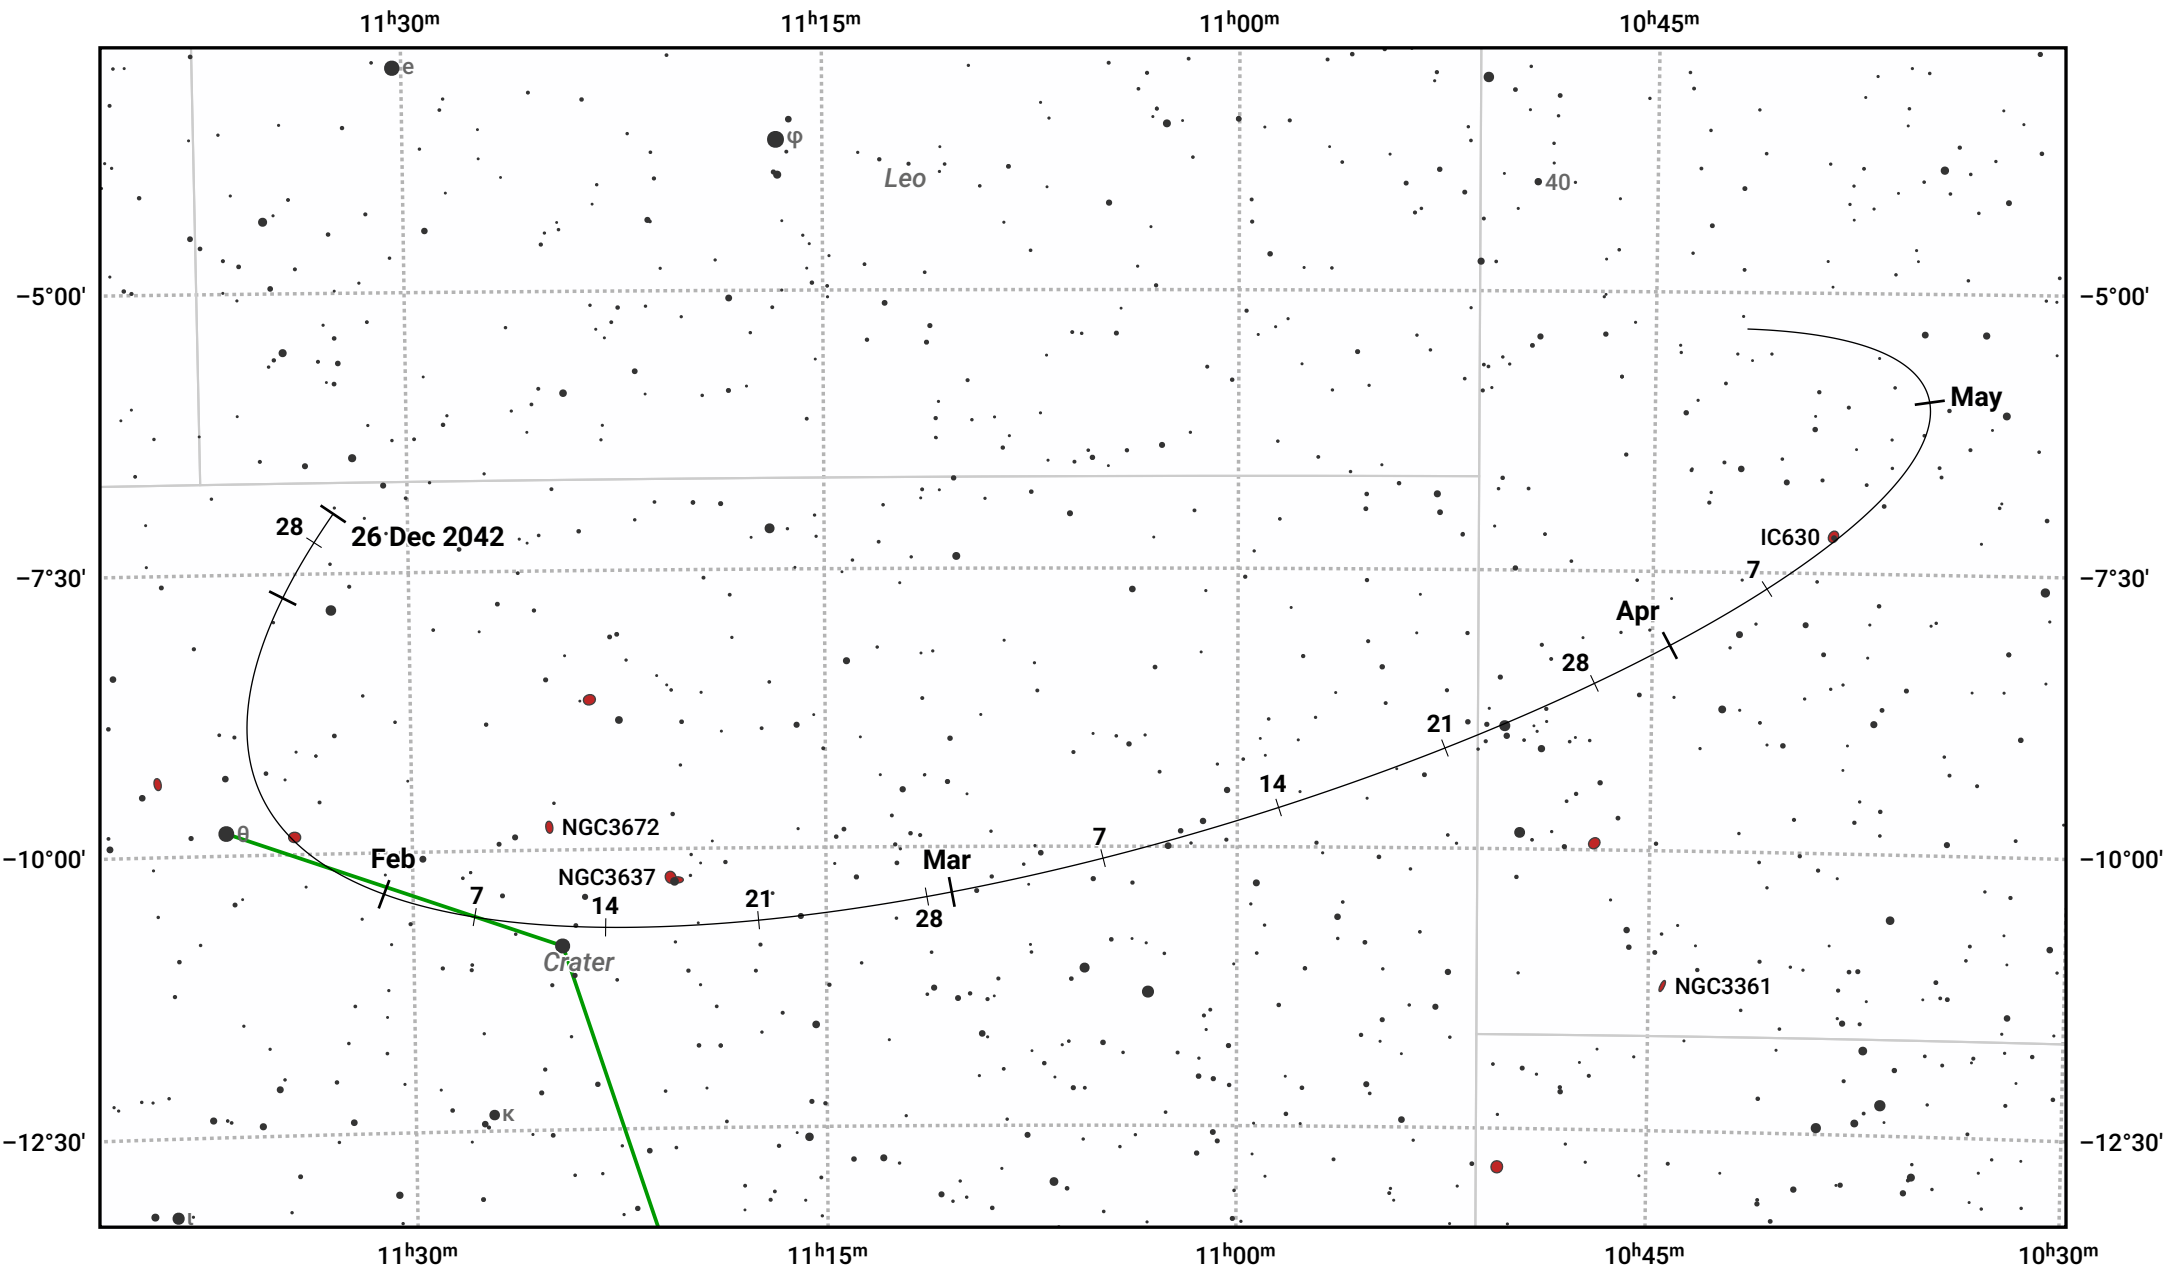 11ʰ30ᵐ 11ʰ15ᵐ 11ʰ00ᵐ 10ʰ45ᵐ
e
φ
Leo
40
−5°00' −5°00'
May
28
26 Dec 2042
IC630
−7°30' 7 −7°30'
Apr
28
21
14
θ NGC3672
7
−10°00' Feb Mar −10°00'
NGC3637
7 14 21 28
Crater
NGC3361
κ
−12°30' −12°30'
ι
11ʰ30ᵐ 11ʰ15ᵐ 11ʰ00ᵐ 10ʰ45ᵐ 10ʰ30ᵐ